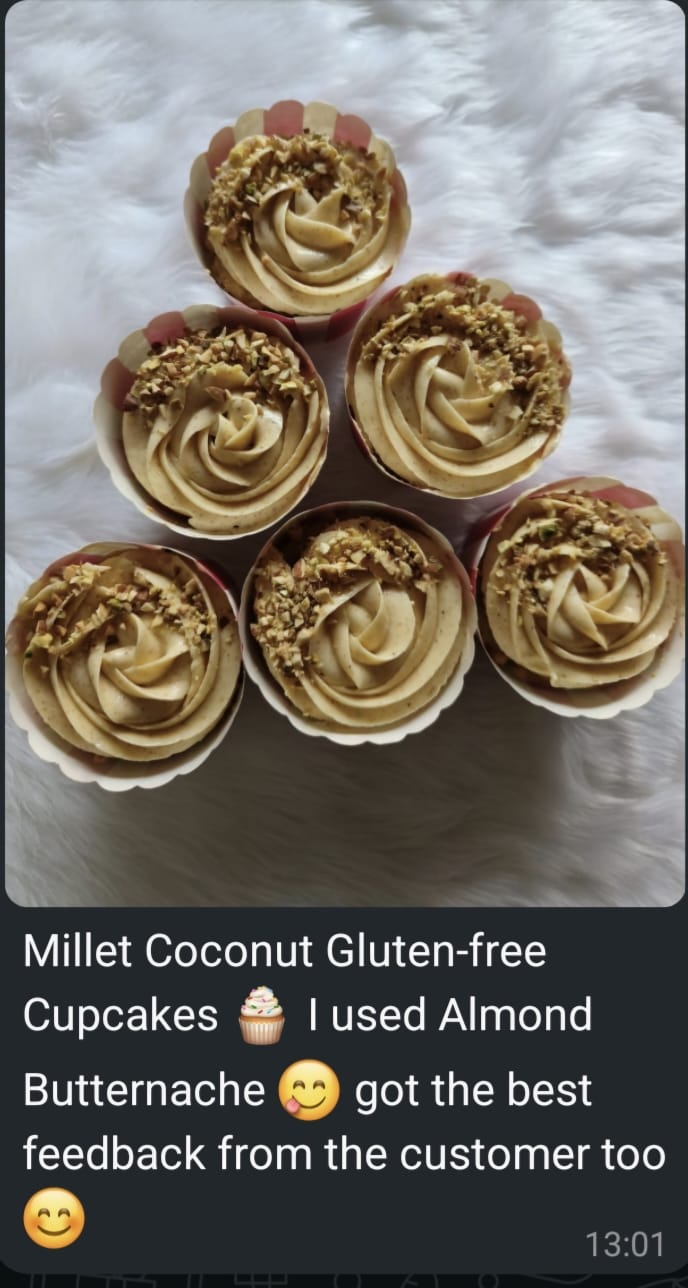 Millet Coconut Gluten-free
Cupcakes 🧁 I used Almond
Butternache 😋 got the best
feedback from the customer too
😊
13:01